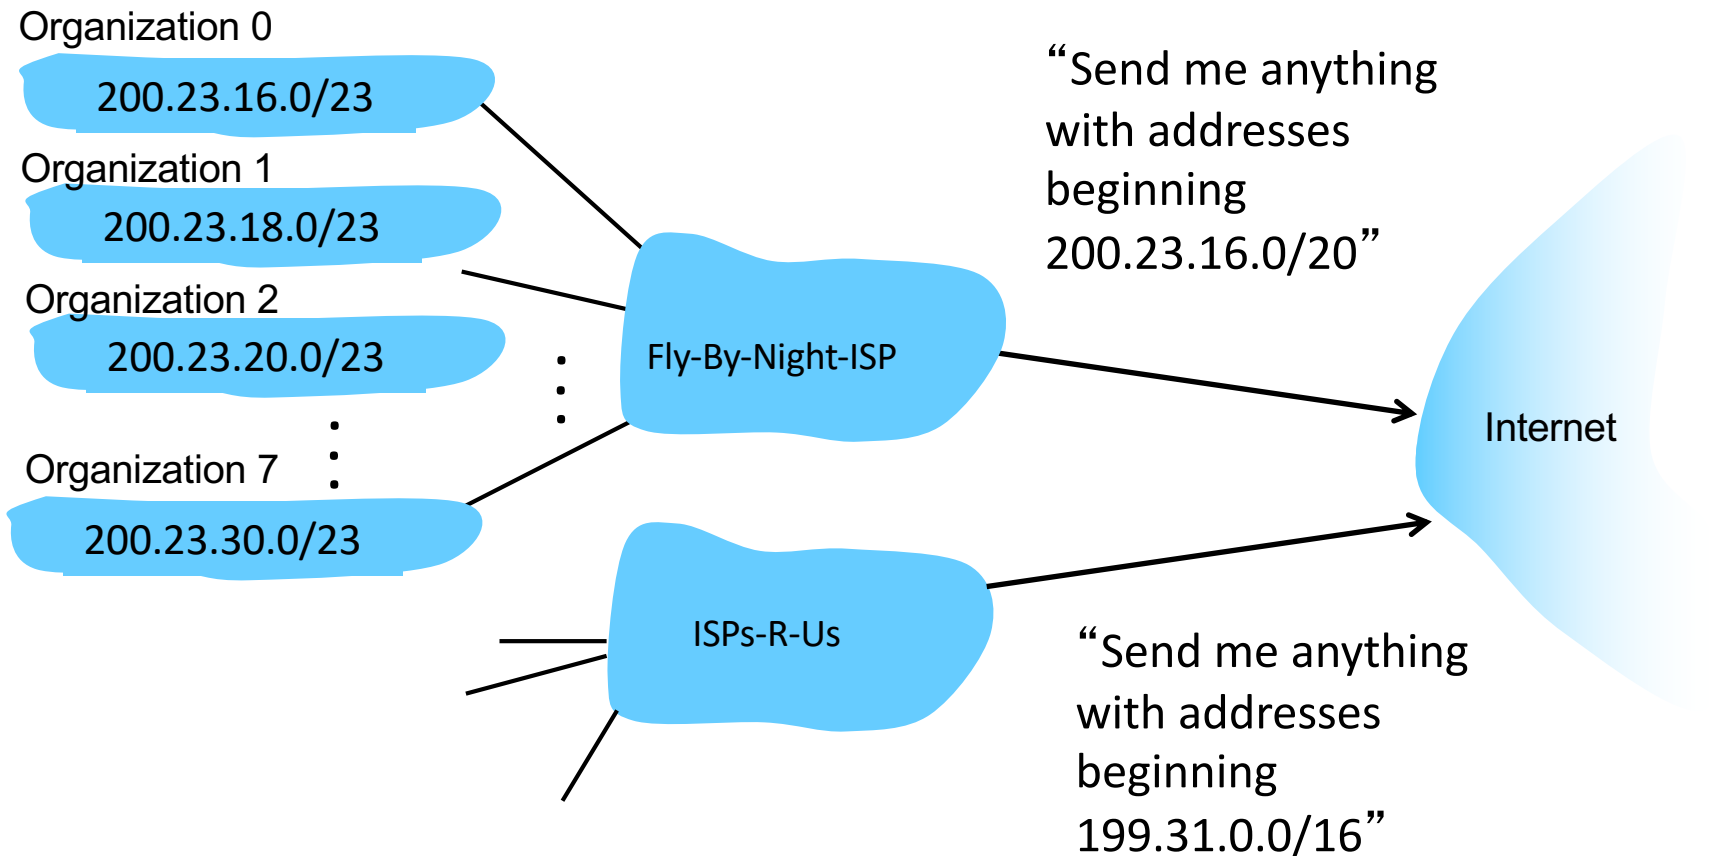 Organization 0
200.23.16.0/23
Organization 1
200.23.18.0/23
Organization 2
200.23.20.0/23
Organization 7
200.23.30.0/23
Fly-By-Night-ISP
ISPs-R-Us
“Send me anything
with addresses
beginning
200.23.16.0/20”
Internet
“Send me anything
with addresses
beginning
199.31.0.0/16”